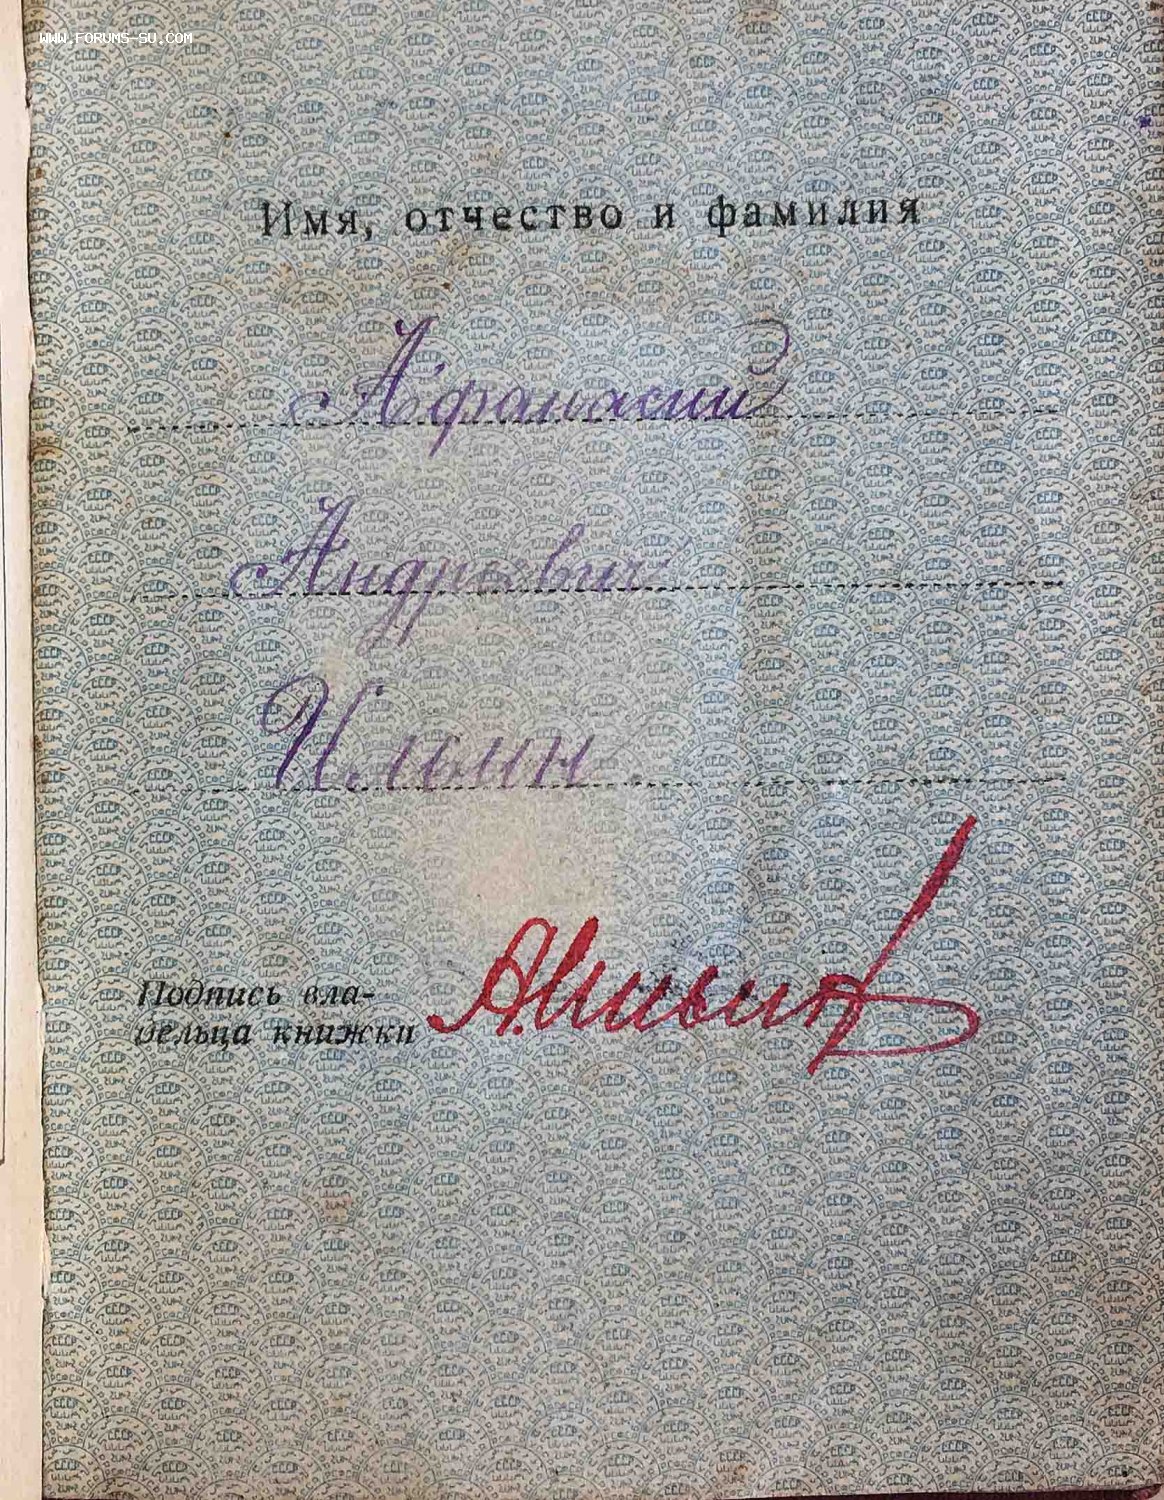 WWW.FORUMS-SU.COM
Имя, отчество и фамилия
Афанасий
Андреевич
Ильин
Подпись вла-
дельца книжки
А.Ильин